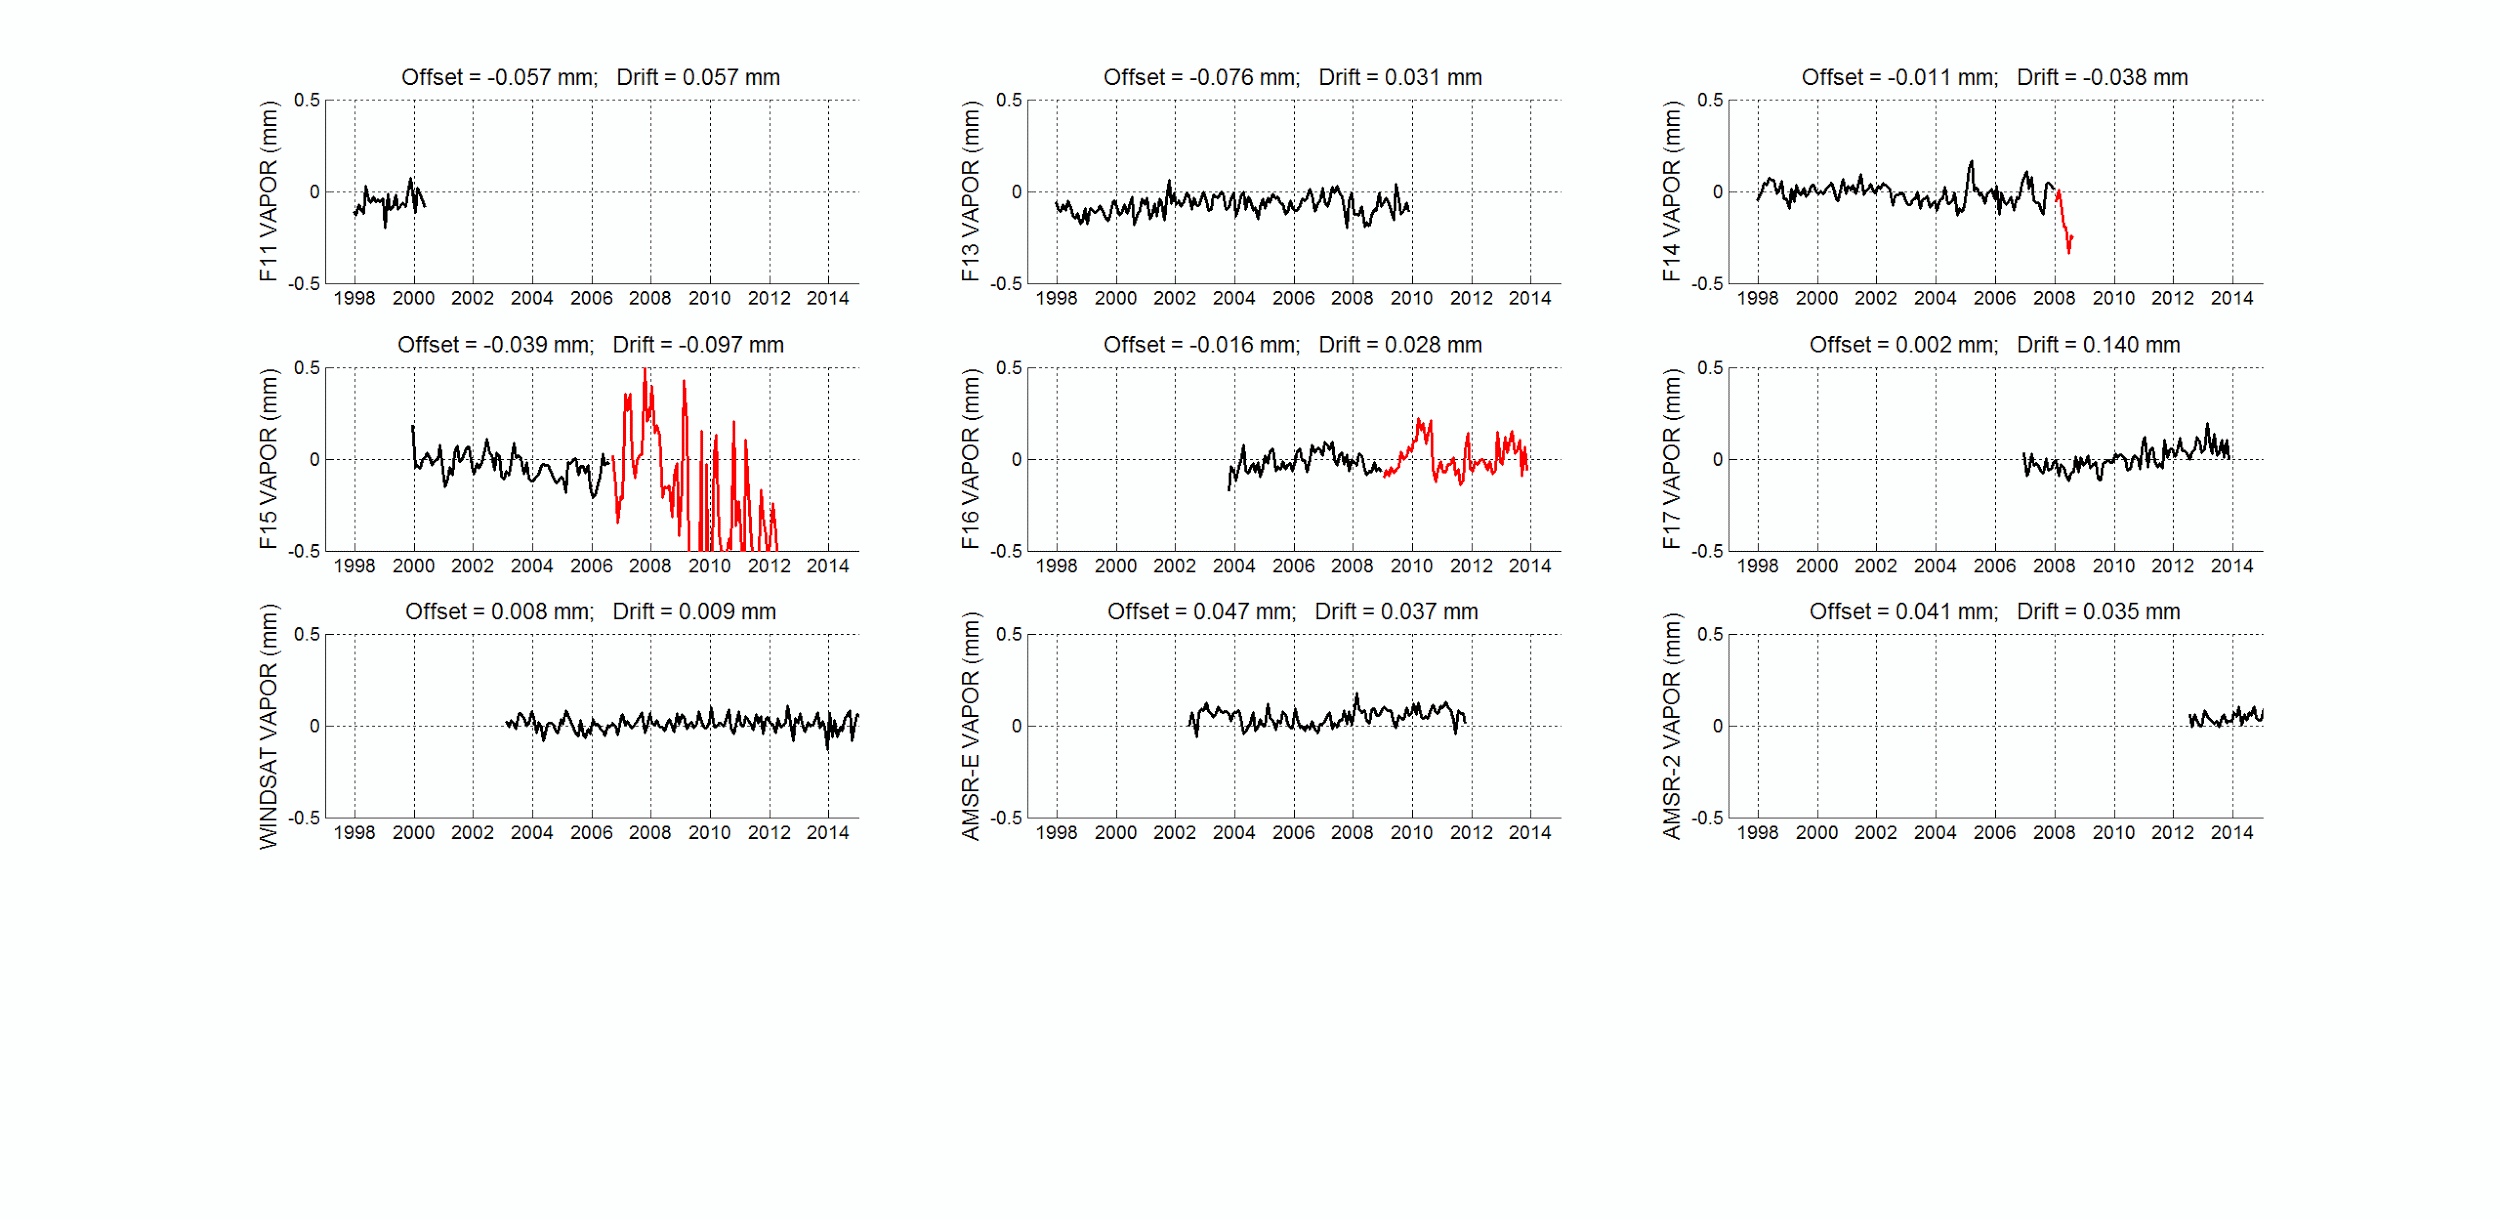 Offset = -0.057 mm;   Drift = 0.057 mm
F11 VAPOR (mm)
0.5
0
-0.5
1998 2000 2002 2004 2006 2008 2010 2012 2014
Offset = -0.076 mm;   Drift = 0.031 mm
F13 VAPOR (mm)
0.5
0
-0.5
1998 2000 2002 2004 2006 2008 2010 2012 2014
Offset = -0.011 mm;   Drift = -0.038 mm
F14 VAPOR (mm)
0.5
0
-0.5
1998 2000 2002 2004 2006 2008 2010 2012 2014
Offset = -0.039 mm;   Drift = -0.097 mm
F15 VAPOR (mm)
0.5
0
-0.5
1998 2000 2002 2004 2006 2008 2010 2012 2014
Offset = -0.016 mm;   Drift = 0.028 mm
F16 VAPOR (mm)
0.5
0
-0.5
1998 2000 2002 2004 2006 2008 2010 2012 2014
Offset = 0.002 mm;   Drift = 0.140 mm
F17 VAPOR (mm)
0.5
0
-0.5
1998 2000 2002 2004 2006 2008 2010 2012 2014
Offset = 0.008 mm;   Drift = 0.009 mm
WINDSAT VAPOR (mm)
0.5
0
-0.5
1998 2000 2002 2004 2006 2008 2010 2012 2014
Offset = 0.047 mm;   Drift = 0.037 mm
AMSR-E VAPOR (mm)
0.5
0
-0.5
1998 2000 2002 2004 2006 2008 2010 2012 2014
Offset = 0.041 mm;   Drift = 0.035 mm
AMSR-2 VAPOR (mm)
0.5
0
-0.5
1998 2000 2002 2004 2006 2008 2010 2012 2014